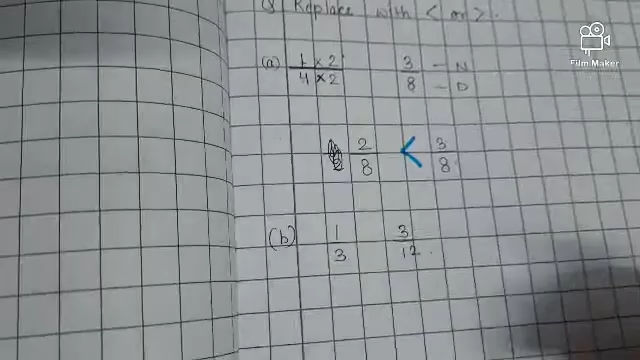 Q Replace with < or >.
(a) 1 × 2 / 4 × 2   3 / 8 — N — D
2 / 8 < 3 / 8
(b) 1 / 3   3 / 12.
Film Maker